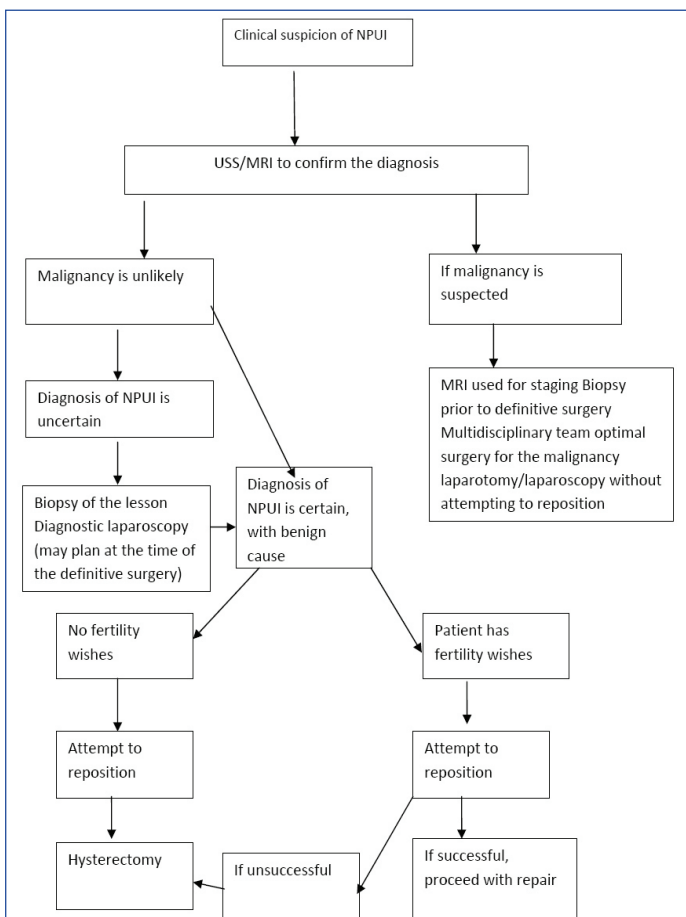 Clinical suspicion of NPUI
USS/MRI to confirm the diagnosis
Malignancy is unlikely
If malignancy is
suspected
Diagnosis of NPUI is
uncertain
MRI used for staging Biopsy
prior to definitive surgery
Multidisciplinary team optimal
surgery for the malignancy
laparotomy/laparoscopy without
attempting to reposition
Biopsy of the lesson
Diagnostic laparoscopy
(may plan at the time of
the definitive surgery)
Diagnosis of
NPUI is certain,
with benign
cause
No fertility
wishes
Patient has
fertility wishes
Attempt to
reposition
Attempt to
reposition
Hysterectomy
If unsuccessful
If successful,
proceed with repair